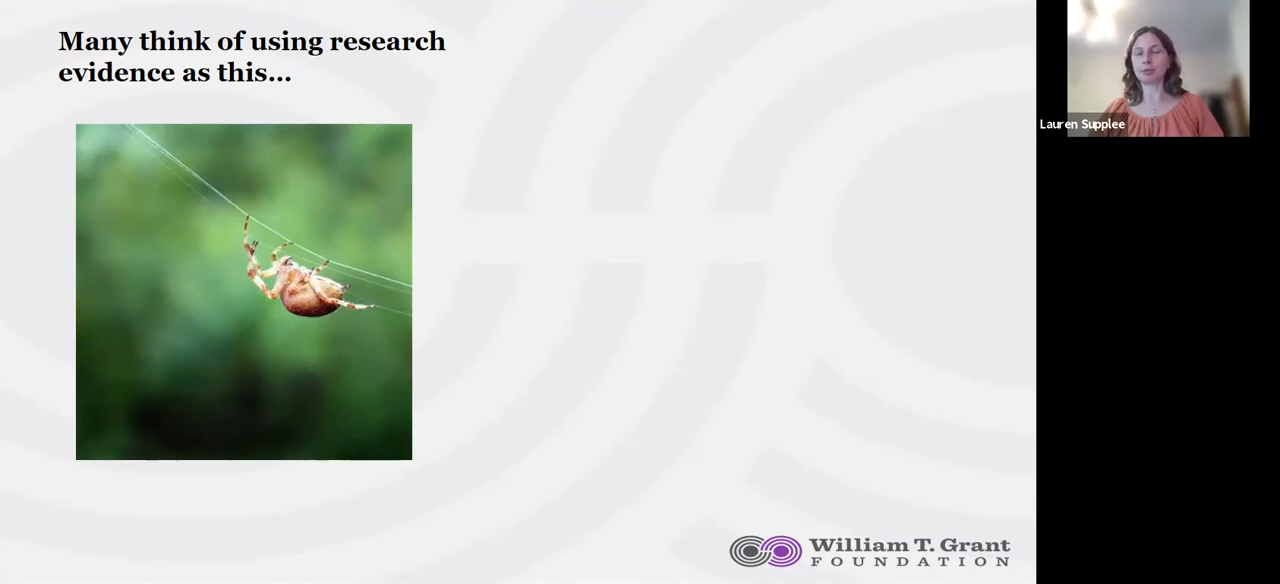 Many think of using research
evidence as this...
Lauren Supplee
William T. Grant
FOUNDATION